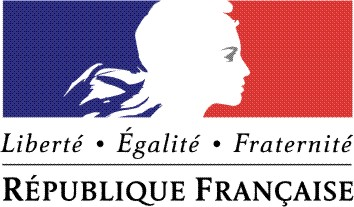 Liberté • Égalité • Fraternité
RÉPUBLIQUE FRANÇAISE